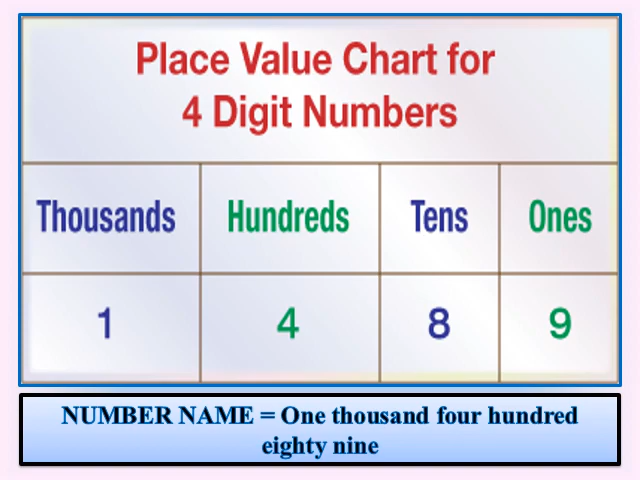 Place Value Chart for
4 Digit Numbers
Thousands Hundreds Tens Ones
1 4 8 9
NUMBER NAME = One thousand four hundred
eighty nine